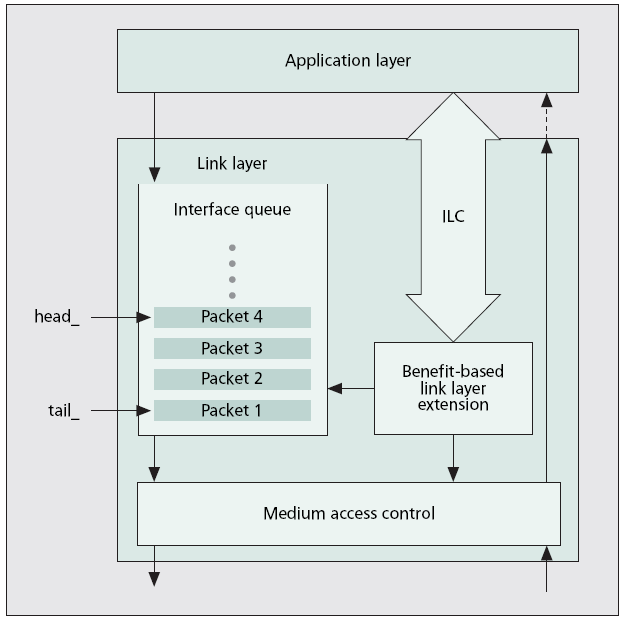 Application layer
Link layer
Interface queue
ILC
head_
Packet 4
Packet 3
Packet 2
tail_
Packet 1
Benefit-based
link layer
extension
Medium access control